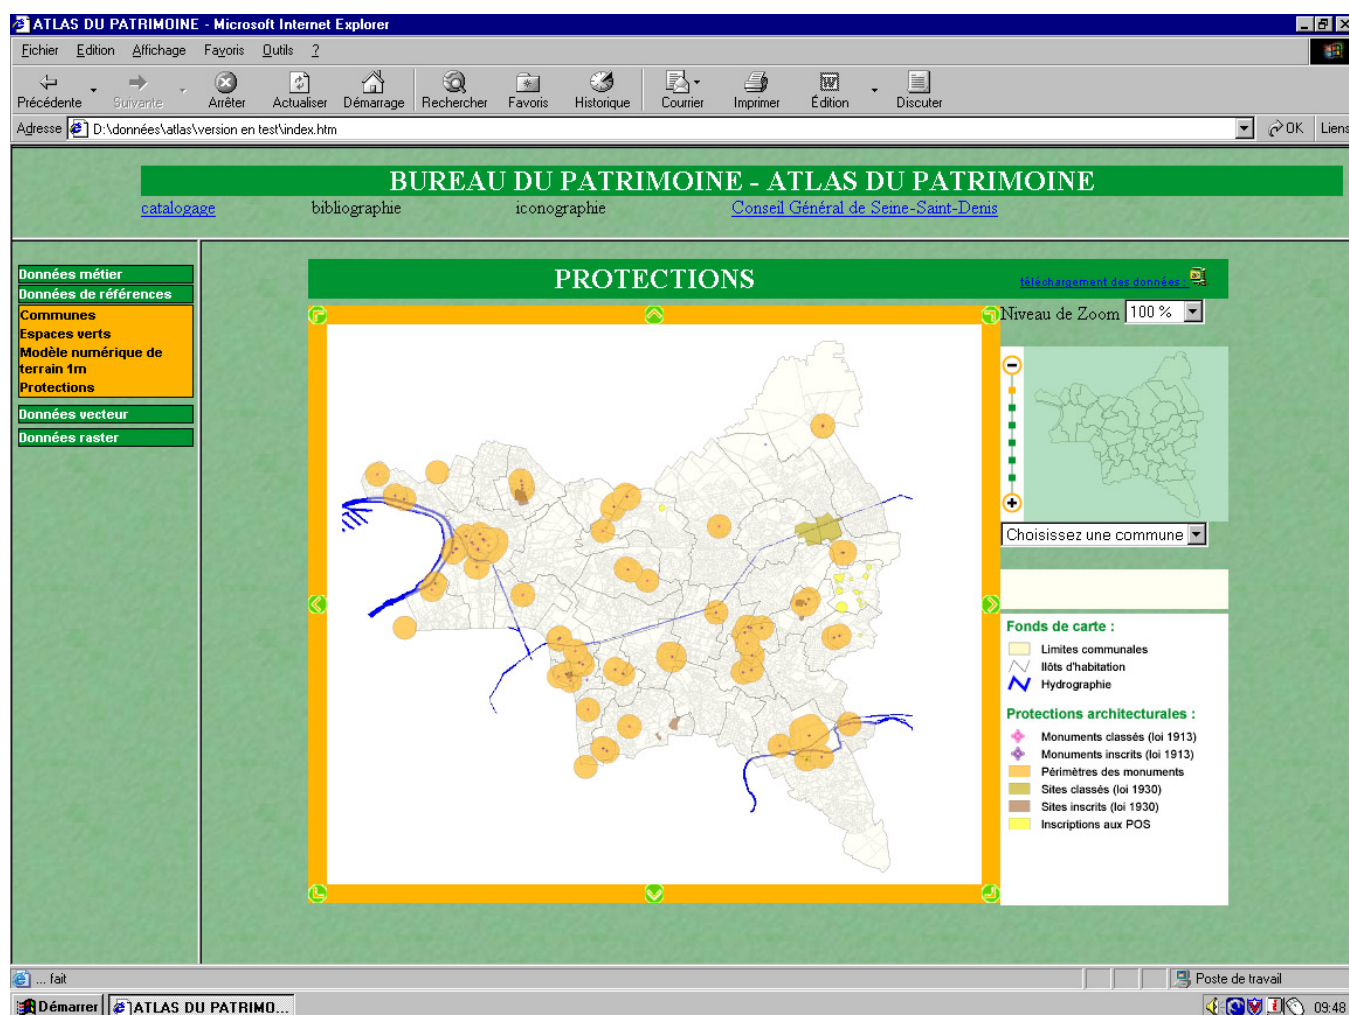 ATLAS DU PATRIMOINE - Microsoft Internet Explorer
Fichier Edition Affichage Favoris Outils ?
Précédente Suivante Arrêter Actualiser Démarrage Rechercher Favoris Historique Courrier Imprimer Édition Discuter
Adresse D:\données\atlas\version en test\index.htm OK Liens
BUREAU DU PATRIMOINE - ATLAS DU PATRIMOINE
catalogage bibliographie iconographie Conseil Général de Seine-Saint-Denis
Données métier
Données de références
Communes
Espaces verts
Modèle numérique de
terrain 1m
Protections
Données vecteur
Données raster
PROTECTIONS
téléchargement des données :
Niveau de Zoom 100 %
Choisissez une commune
Fonds de carte :
Limites communales
Ilôts d'habitation
Hydrographie
Protections architecturales :
Monuments classés (loi 1913)
Monuments inscrits (loi 1913)
Périmètres des monuments
Sites classés (loi 1930)
Sites inscrits (loi 1930)
Inscriptions aux POS
... fait
Poste de travail
Démarrer ATLAS DU PATRIMO...
09:48